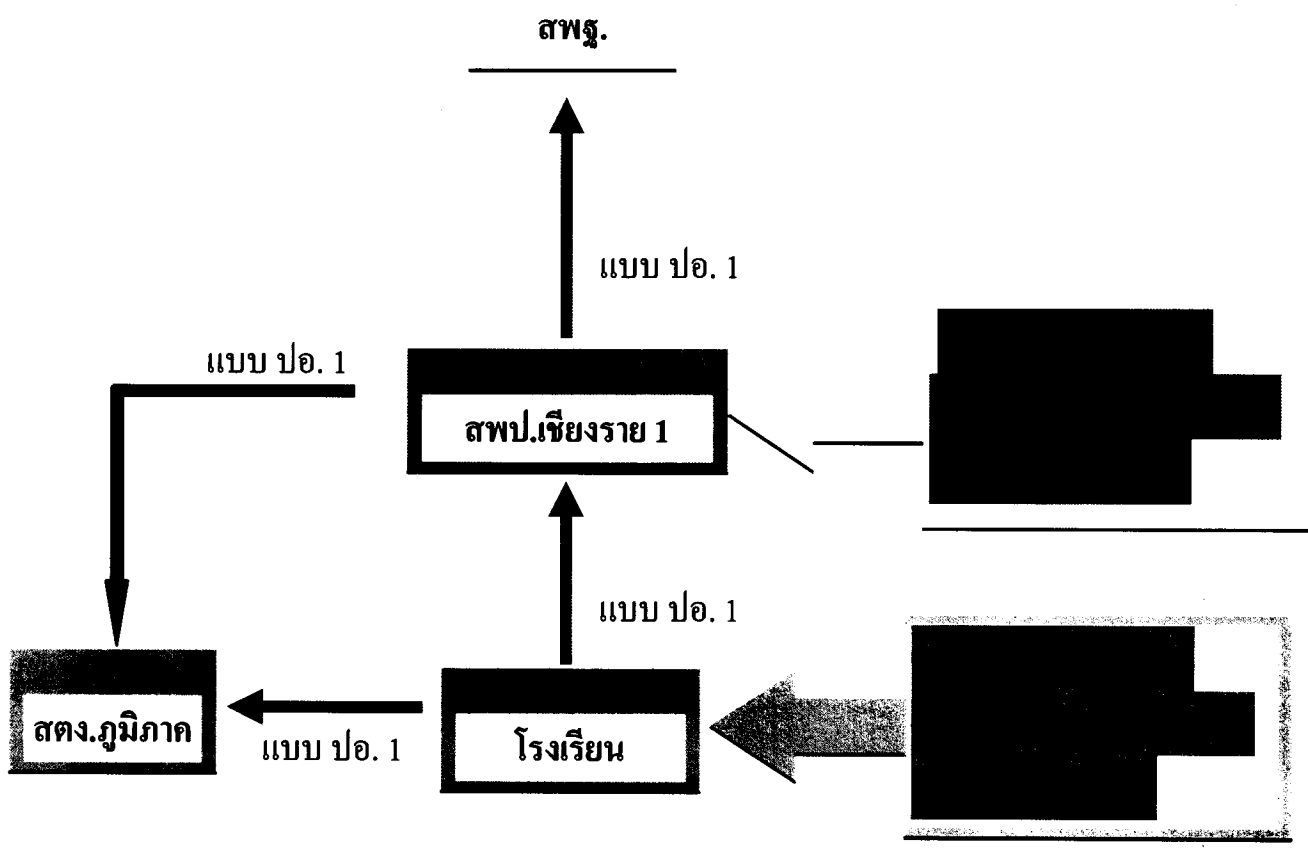 สพฐ.
แบบ ปอ. 1
แบบ ปอ. 1
สพป.เชียงราย 1
แบบ ปอ. 1
สตง.ภูมิภาค
แบบ ปอ. 1
โรงเรียน